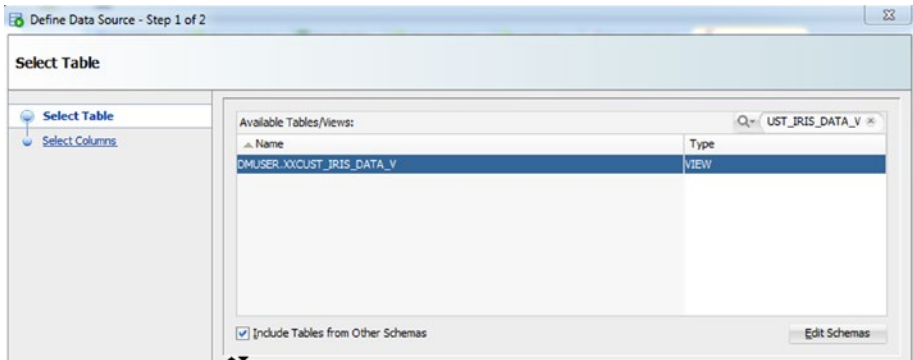 Define Data Source - Step 1 of 2
Select Table
Select Table
Select Columns
Available Tables/Views:
UST_IRIS_DATA_V
Name
Type
DMUSER.XXCUST_IRIS_DATA_V
VIEW
Include Tables from Other Schemas
Edit Schemas